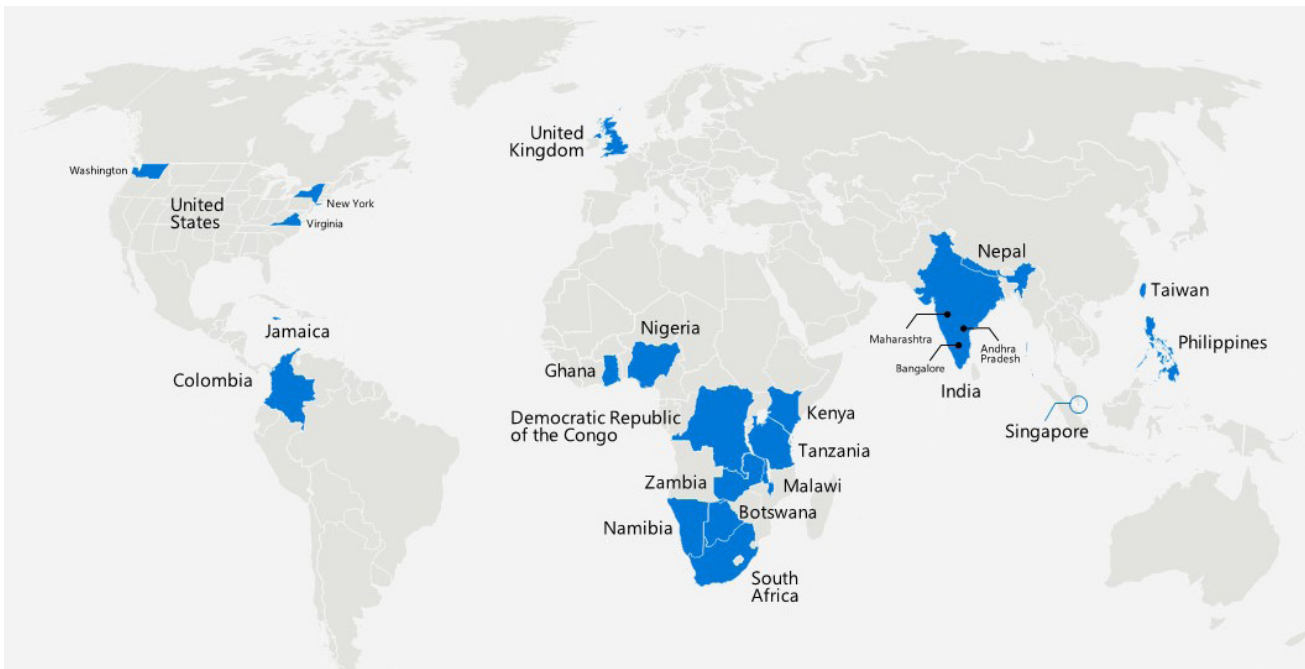 United
Kingdom
Washington
United
States
New York
Virginia
Nepal
Taiwan
Jamaica
Nigeria
Maharashtra
Andhra
Pradesh
Bangalore
India
Philippines
Colombia
Ghana
Democratic Republic
of the Congo
Kenya
Singapore
Tanzania
Zambia
Malawi
Botswana
Namibia
South
Africa